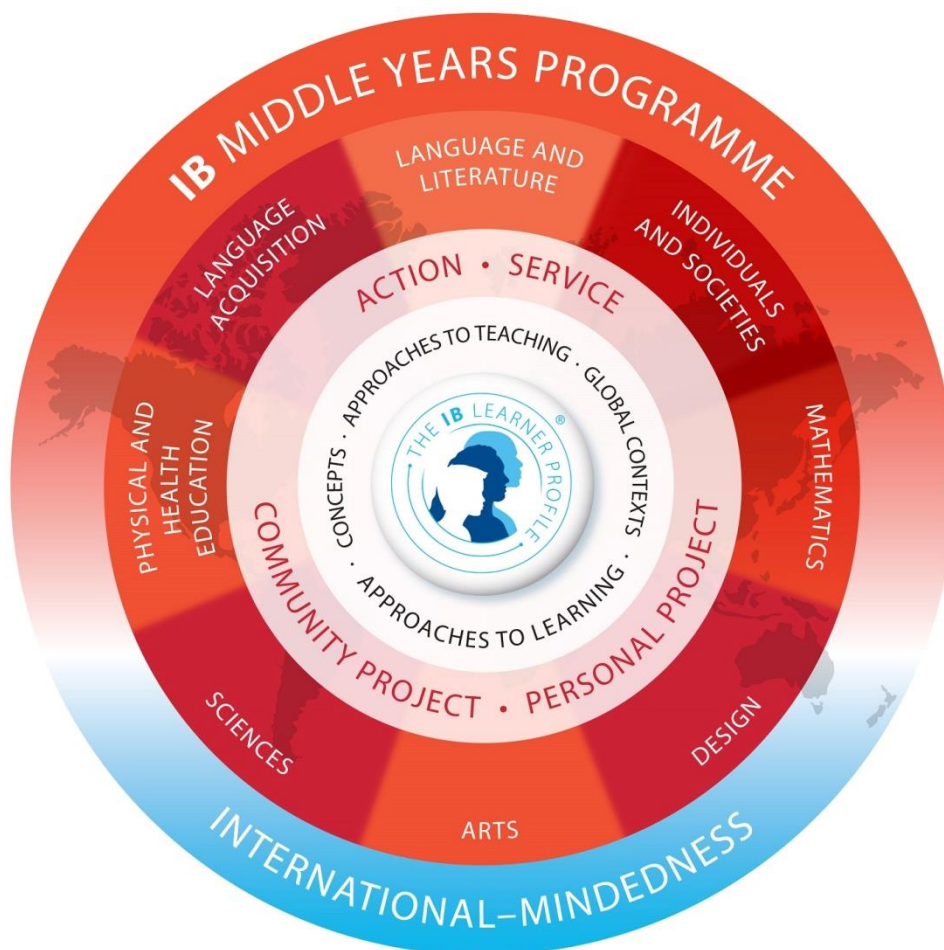 IB MIDDLE YEARS PROGRAMME
LANGUAGE AND
LITERATURE
INDIVIDUALS
AND SOCIETIES
MATHEMATICS
DESIGN
ARTS
SCIENCES
PHYSICAL AND
HEALTH
EDUCATION
LANGUAGE
ACQUISITION
ACTION • SERVICE
PERSONAL PROJECT •
COMMUNITY PROJECT
APPROACHES TO TEACHING •
GLOBAL CONTEXTS •
APPROACHES TO LEARNING •
CONCEPTS •
• THE IB LEARNER PROFILE • ®
INTERNATIONAL–MINDEDNESS